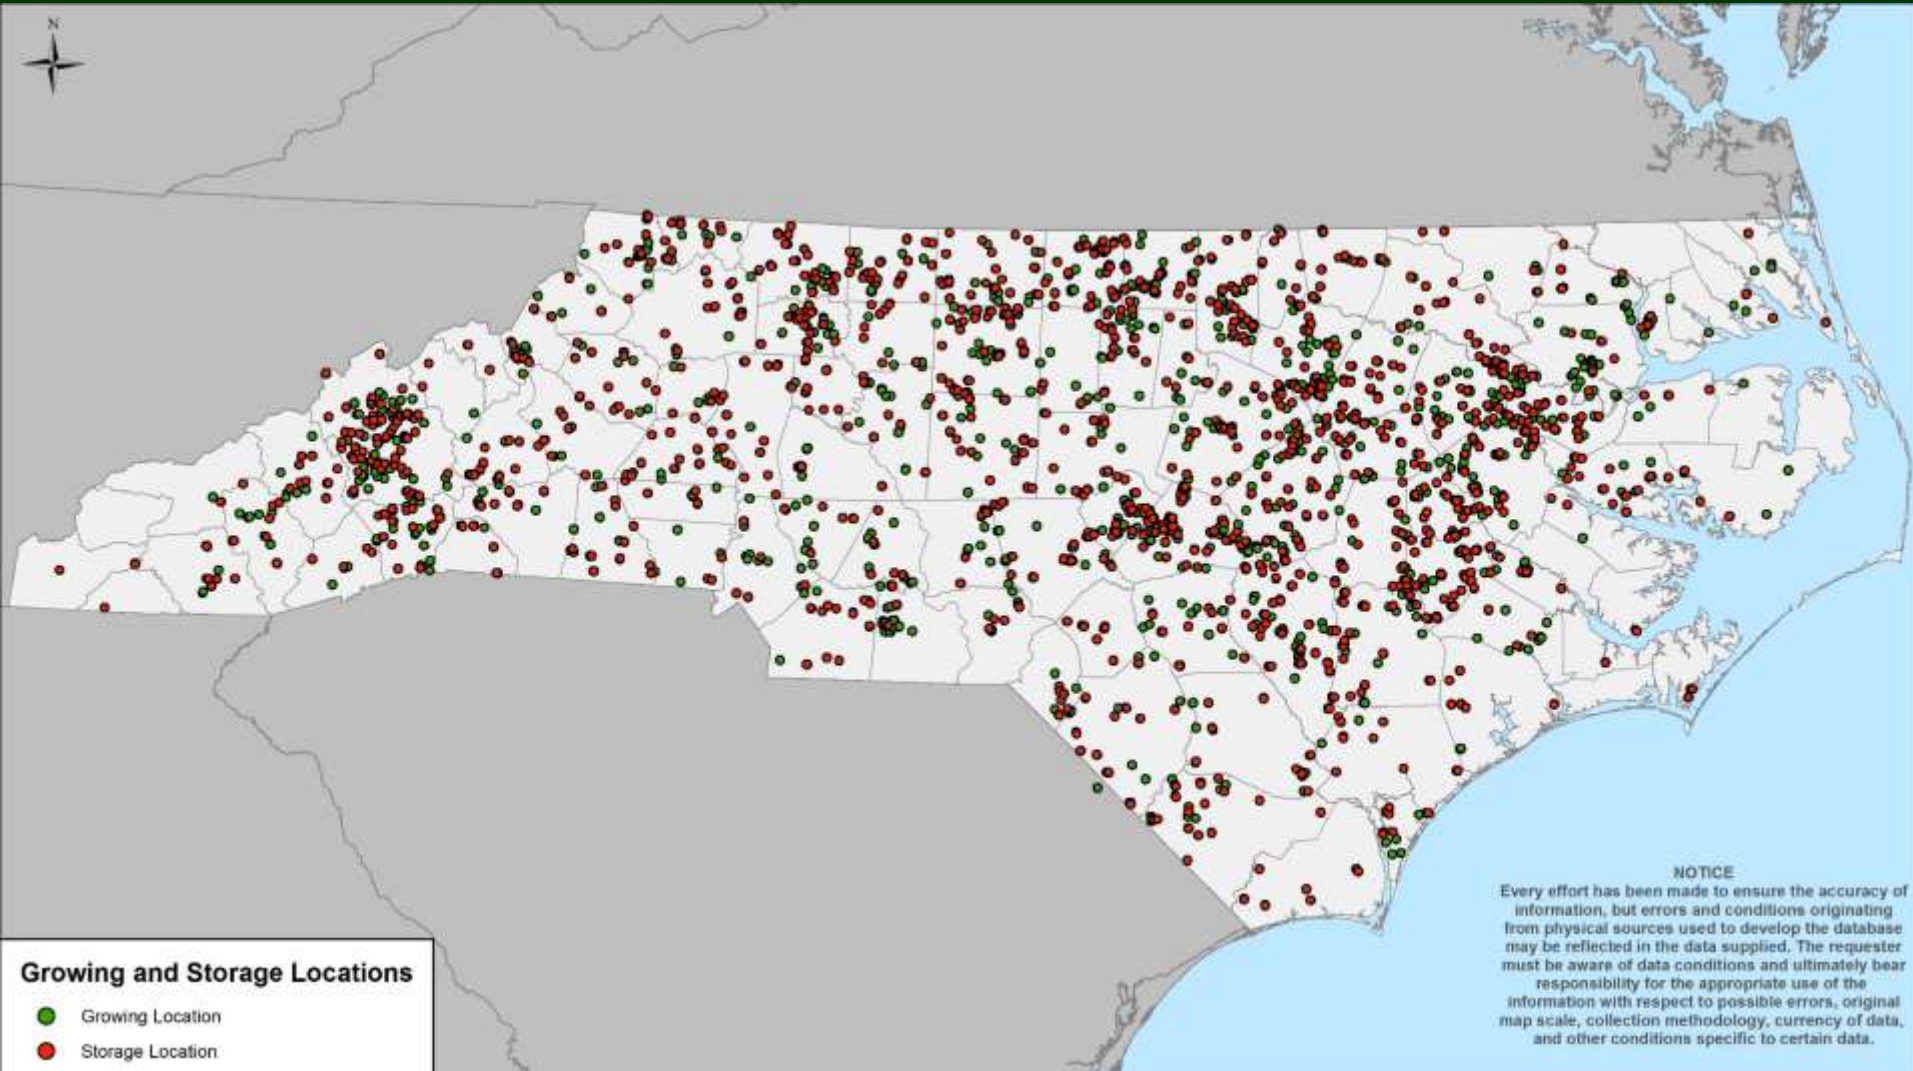 N
NOTICE
Every effort has been made to ensure the accuracy of
information, but errors and conditions originating
from physical sources used to develop the database
may be reflected in the data supplied. The requester
must be aware of data conditions and ultimately bear
responsibility for the appropriate use of the
information with respect to possible errors, original
map scale, collection methodology, currency of data,
and other conditions specific to certain data.
Growing and Storage Locations
Growing Location
Storage Location